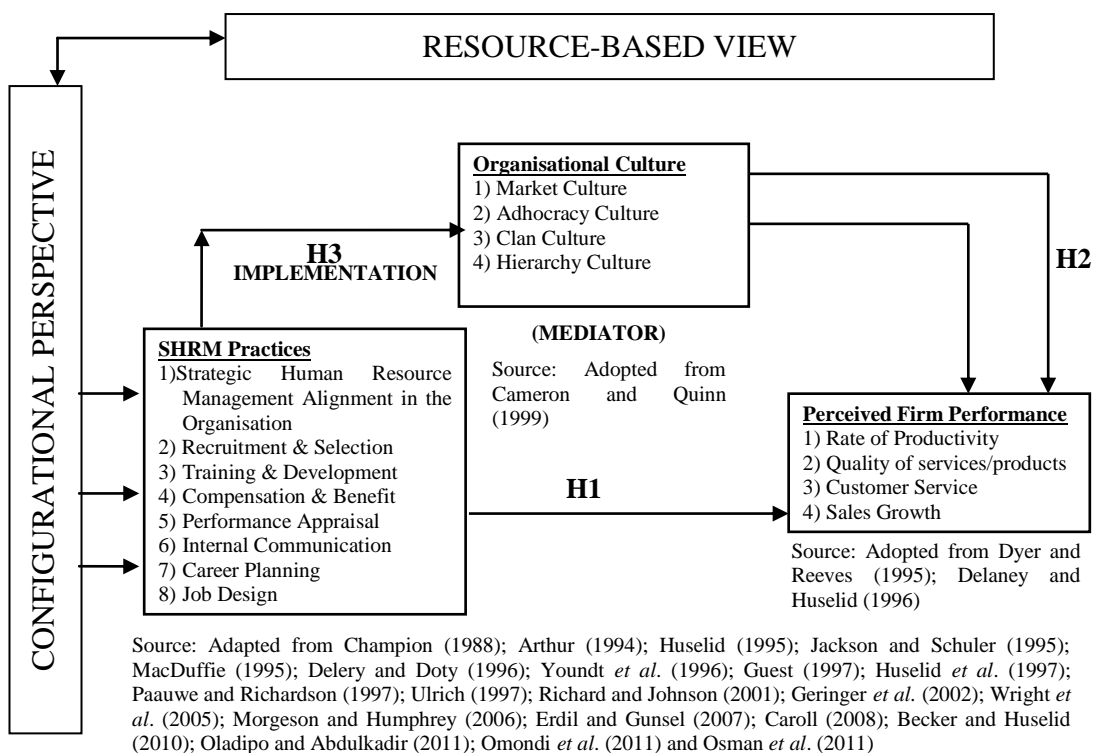 RESOURCE-BASED VIEW
CONFIGURATIONAL PERSPECTIVE
Organisational Culture
1) Market Culture
2) Adhocracy Culture
3) Clan Culture
4) Hierarchy Culture
H3
IMPLEMENTATION
H2
(MEDIATOR)
Source: Adopted from
Cameron and Quinn
(1999)
SHRM Practices
1)Strategic Human Resource
Management Alignment in the
Organisation
2) Recruitment & Selection
3) Training & Development
4) Compensation & Benefit
5) Performance Appraisal
6) Internal Communication
7) Career Planning
8) Job Design
H1
Perceived Firm Performance
1) Rate of Productivity
2) Quality of services/products
3) Customer Service
4) Sales Growth
Source: Adopted from Dyer and
Reeves (1995); Delaney and
Huselid (1996)
Source: Adapted from Champion (1988); Arthur (1994); Huselid (1995); Jackson and Schuler (1995);
MacDuffie (1995); Delery and Doty (1996); Youndt et al. (1996); Guest (1997); Huselid et al. (1997);
Paauwe and Richardson (1997); Ulrich (1997); Richard and Johnson (2001); Geringer et al. (2002); Wright et
al. (2005); Morgeson and Humphrey (2006); Erdil and Gunsel (2007); Caroll (2008); Becker and Huselid
(2010); Oladipo and Abdulkadir (2011); Omondi et al. (2011) and Osman et al. (2011)